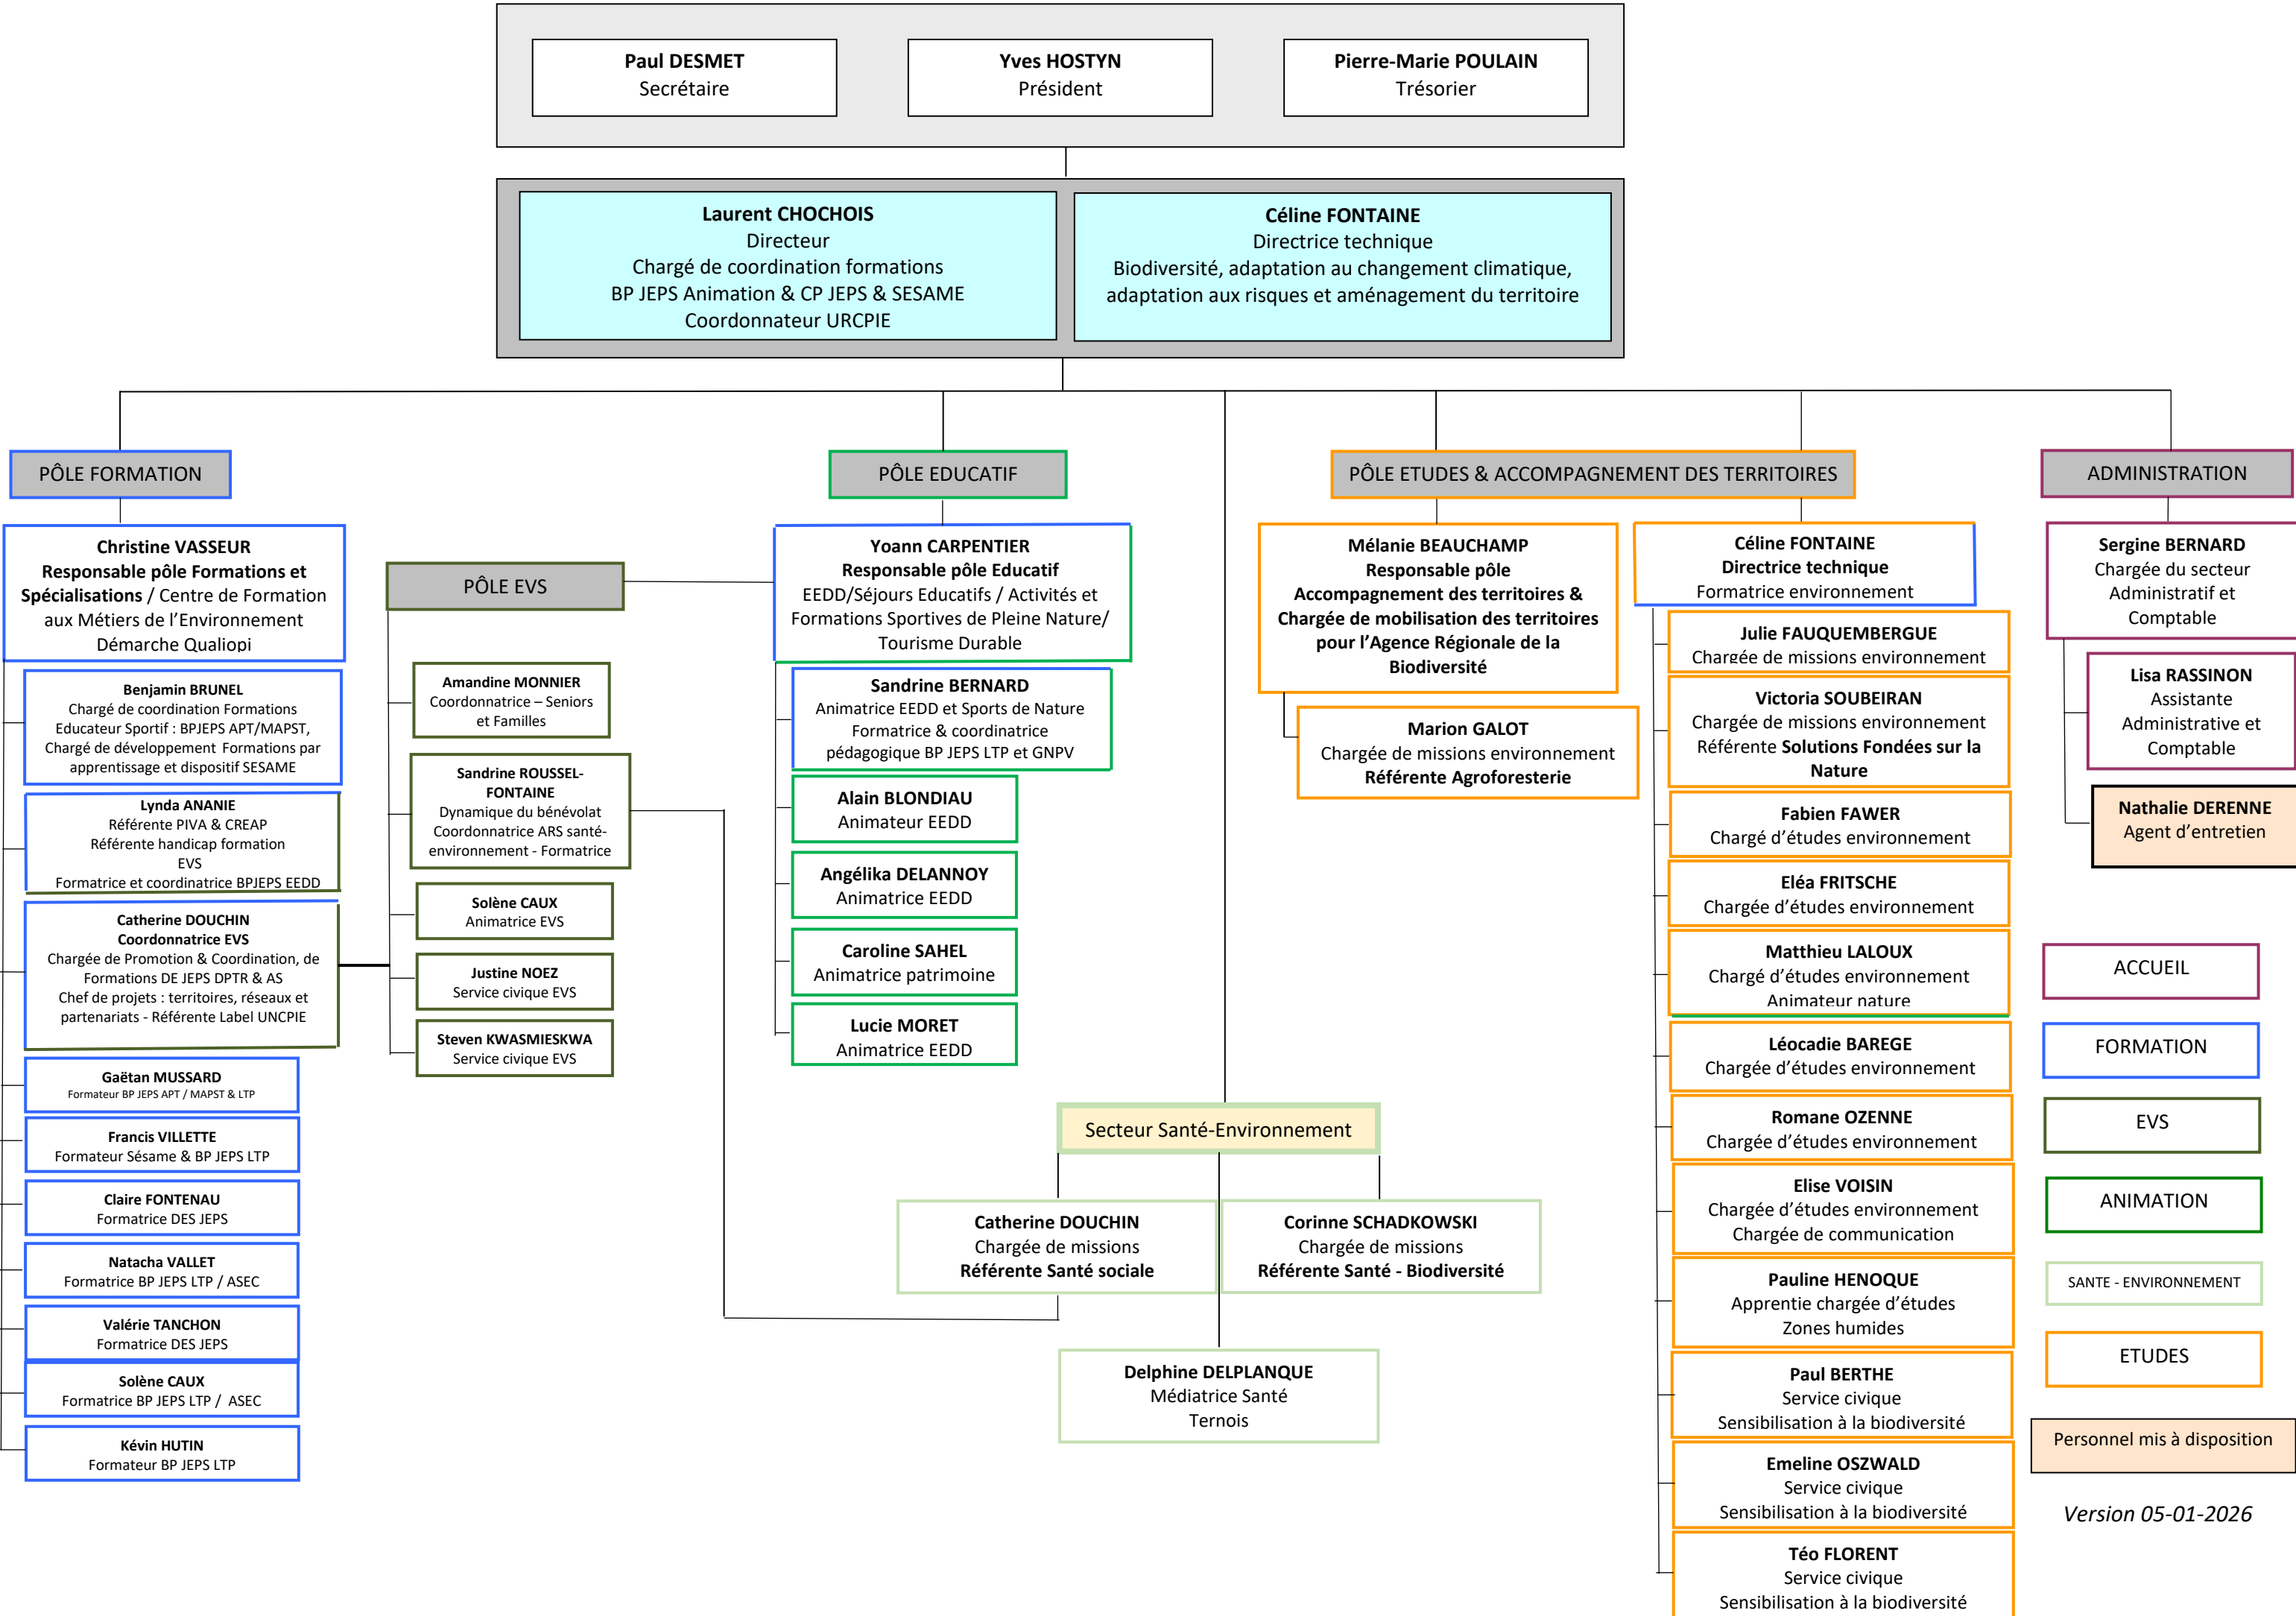 Paul DESMET
Secrétaire
Yves HOSTYN
Président
Pierre-Marie POULAIN
Trésorier
Laurent CHOCHOIS
Directeur
Chargé de coordination formations
BP JEPS Animation & CP JEPS & SESAME
Coordonnateur URCPIE
Céline FONTAINE
Directrice technique
Biodiversité, adaptation au changement climatique,
adaptation aux risques et aménagement du territoire
PÔLE FORMATION
Christine VASSEUR
Responsable pôle Formations et
Spécialisations / Centre de Formation
aux Métiers de l’Environnement
Démarche Qualiopi
Benjamin BRUNEL
Chargé de coordination Formations
Educateur Sportif : BPJEPS APT/MAPST,
Chargé de développement Formations par
apprentissage et dispositif SESAME
Lynda ANANIE
Référente PIVA & CREAP
Référente handicap formation
EVS
Formatrice et coordinatrice BPJEPS EEDD
Catherine DOUCHIN
Coordonnatrice EVS
Chargée de Promotion & Coordination, de
Formations DE JEPS DPTR & AS
Chef de projets : territoires, réseaux et
partenariats - Référente Label UNCPIE
Gaëtan MUSSARD
Formateur BP JEPS APT / MAPST & LTP
Francis VILLETTE
Formateur Sésame & BP JEPS LTP
Claire FONTENAU
Formatrice DES JEPS
Natacha VALLET
Formatrice BP JEPS LTP / ASEC
Valérie TANCHON
Formatrice DES JEPS
Solène CAUX
Formatrice BP JEPS LTP / ASEC
Kévin HUTIN
Formateur BP JEPS LTP
PÔLE EVS
Amandine MONNIER
Coordonnatrice – Seniors
et Familles
Sandrine ROUSSEL-
FONTAINE
Dynamique du bénévolat
Coordonnatrice ARS santé-
environnement - Formatrice
Solène CAUX
Animatrice EVS
Justine NOEZ
Service civique EVS
Steven KWASMIESKWA
Service civique EVS
PÔLE EDUCATIF
Yoann CARPENTIER
Responsable pôle Educatif
EEDD/Séjours Educatifs / Activités et
Formations Sportives de Pleine Nature/
Tourisme Durable
Sandrine BERNARD
Animatrice EEDD et Sports de Nature
Formatrice & coordinatrice
pédagogique BP JEPS LTP et GNPV
Alain BLONDIAU
Animateur EEDD
Angélika DELANNOY
Animatrice EEDD
Caroline SAHEL
Animatrice patrimoine
Lucie MORET
Animatrice EEDD
Secteur Santé-Environnement
Catherine DOUCHIN
Chargée de missions
Référente Santé sociale
Corinne SCHADKOWSKI
Chargée de missions
Référente Santé - Biodiversité
Delphine DELPLANQUE
Médiatrice Santé
Ternois
PÔLE ETUDES & ACCOMPAGNEMENT DES TERRITOIRES
Mélanie BEAUCHAMP
Responsable pôle
Accompagnement des territoires &
Chargée de mobilisation des territoires
pour l’Agence Régionale de la
Biodiversité
Marion GALOT
Chargée de missions environnement
Référente Agroforesterie
Céline FONTAINE
Directrice technique
Formatrice environnement
Julie FAUQUEMBERGUE
Chargée de missions environnement
Victoria SOUBEIRAN
Chargée de missions environnement
Référente Solutions Fondées sur la
Nature
Fabien FAWER
Chargé d’études environnement
Eléa FRITSCHE
Chargée d’études environnement
Matthieu LALOUX
Chargé d’études environnement
Animateur nature
Léocadie BAREGE
Chargée d’études environnement
Romane OZENNE
Chargée d’études environnement
Elise VOISIN
Chargée d’études environnement
Chargée de communication
Pauline HENOQUE
Apprentie chargée d’études
Zones humides
Paul BERTHE
Service civique
Sensibilisation à la biodiversité
Emeline OSZWALD
Service civique
Sensibilisation à la biodiversité
Téo FLORENT
Service civique
Sensibilisation à la biodiversité
ADMINISTRATION
Sergine BERNARD
Chargée du secteur
Administratif et
Comptable
Lisa RASSINON
Assistante
Administrative et
Comptable
Nathalie DERENNE
Agent d’entretien
ACCUEIL
FORMATION
EVS
ANIMATION
SANTE - ENVIRONNEMENT
ETUDES
Personnel mis à disposition
Version 05-01-2026